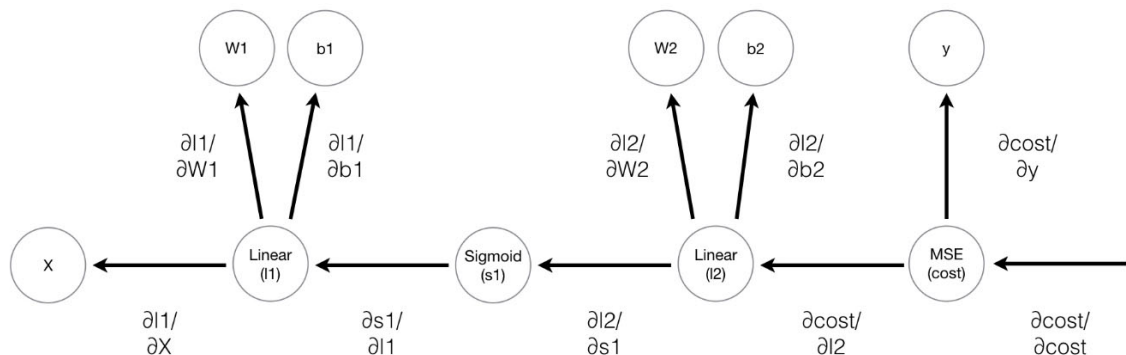 W1
b1
W2
b2
y
∂l1/
∂W1
∂l1/
∂b1
∂l2/
∂W2
∂l2/
∂b2
∂cost/
∂y
X
Linear
(l1)
Sigmoid
(s1)
Linear
(l2)
MSE
(cost)
∂l1/
∂X
∂s1/
∂l1
∂l2/
∂s1
∂cost/
∂l2
∂cost/
∂cost